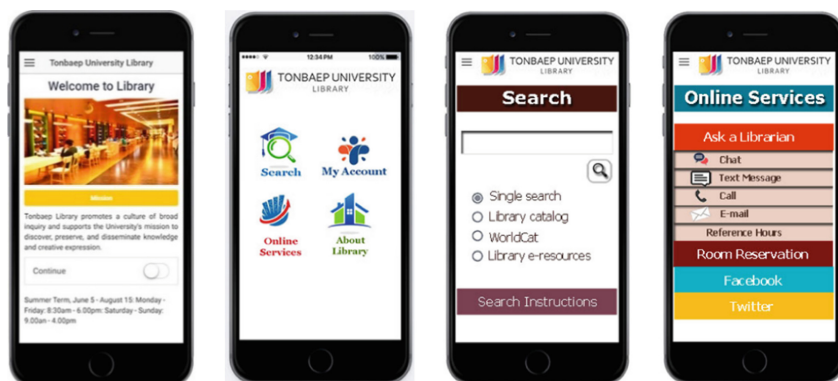 Tonbaep University Library
Welcome to Library
Mission
Tonbaep Library promotes a culture of broad
inquiry and supports the University's mission to
discover, preserve, and disseminate knowledge
and creative expression.
Continue
Summer Term, June 5 - August 15: Monday -
Friday: 8:30am - 6.00pm: Saturday - Sunday:
9.00am - 4.00pm
12:34 PM
100%
TONBAEP UNIVERSITY
LIBRARY
Search
My Account
Online
Services
About
Library
TONBAEP UNIVERSITY
LIBRARY
Search
Single search
Library catalog
WorldCat
Library e-resources
Search Instructions
TONBAEP UNIVERSITY
LIBRARY
Online Services
Ask a Librarian
Chat
Text Message
Call
E-mail
Reference Hours
Room Reservation
Facebook
Twitter